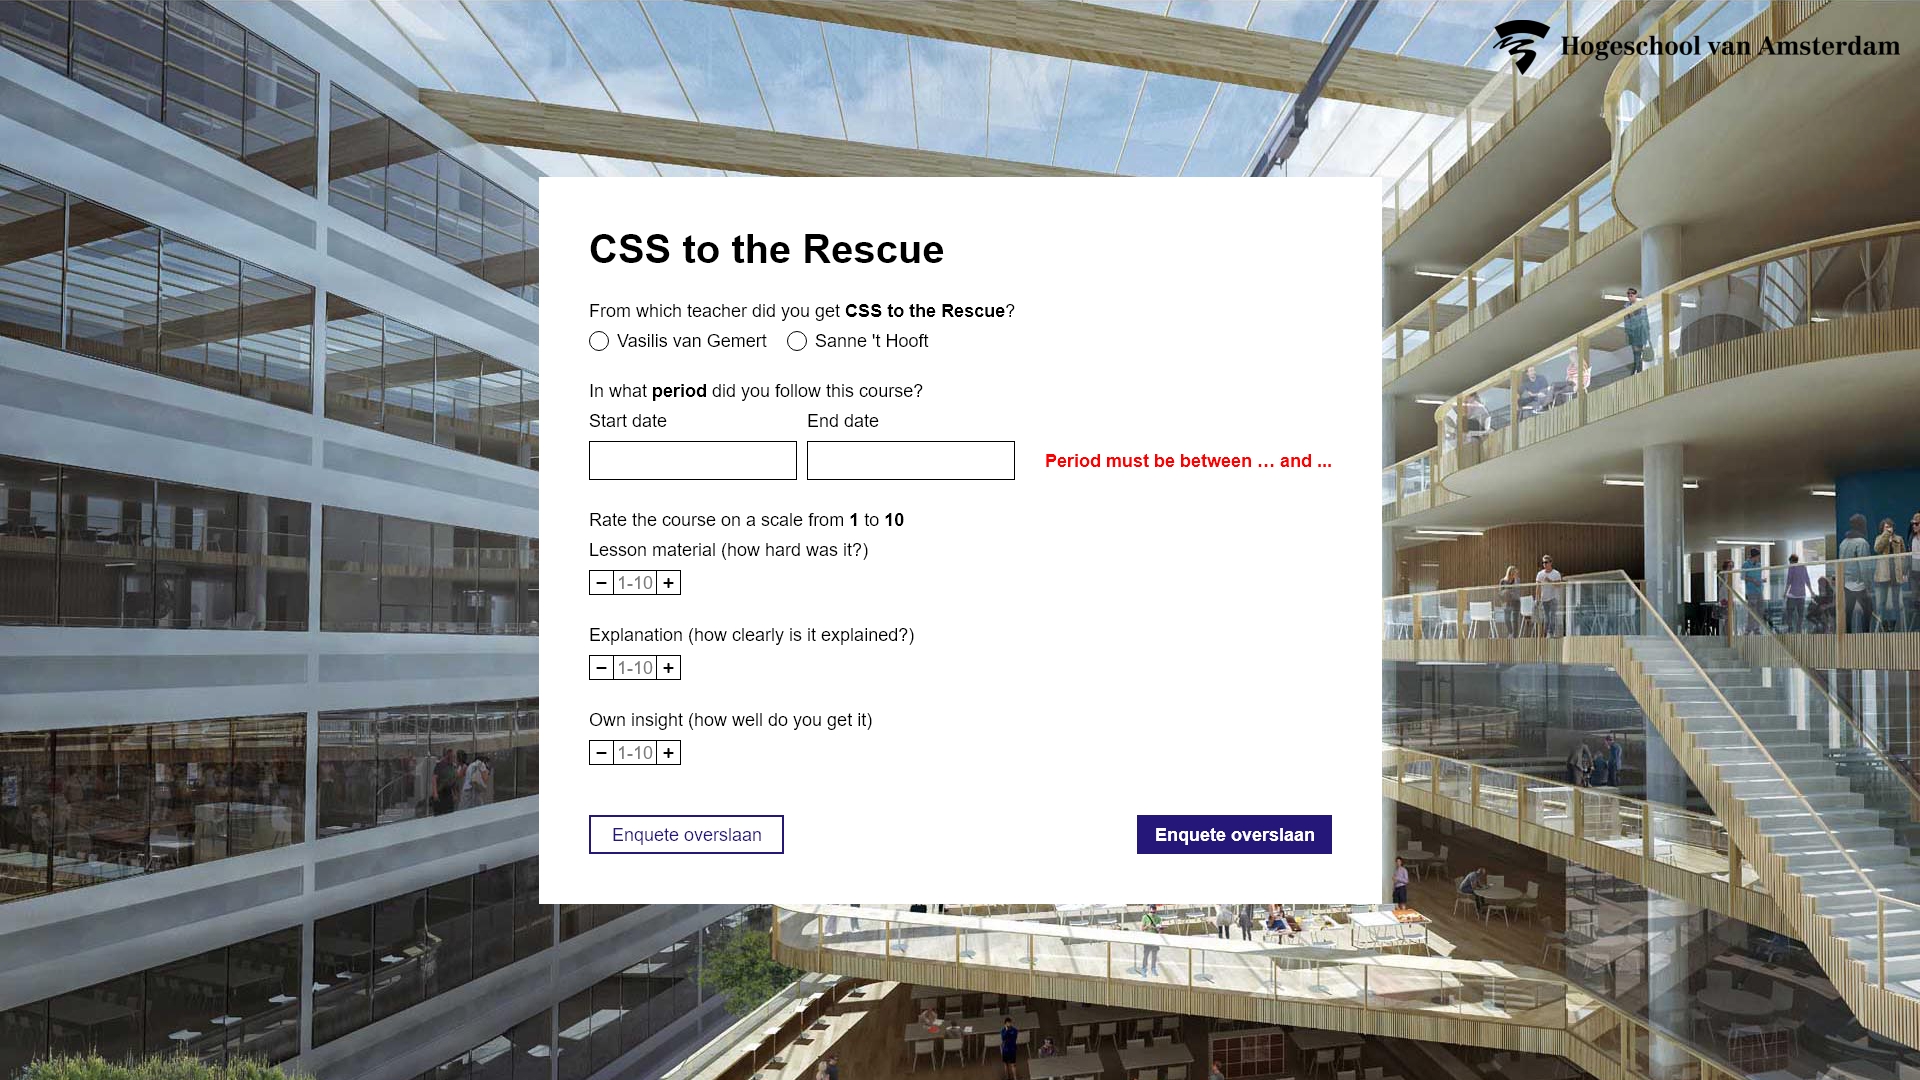 Hogeschool van Amsterdam
CSS to the Rescue
From which teacher did you get CSS to the Rescue?
Vasilis van Gemert Sanne 't Hooft
In what period did you follow this course?
Start date End date
Period must be between … and ...
Rate the course on a scale from 1 to 10
Lesson material (how hard was it?)
− 1-10 +
Explanation (how clearly is it explained?)
− 1-10 +
Own insight (how well do you get it)
− 1-10 +
Enquete overslaan Enquete overslaan